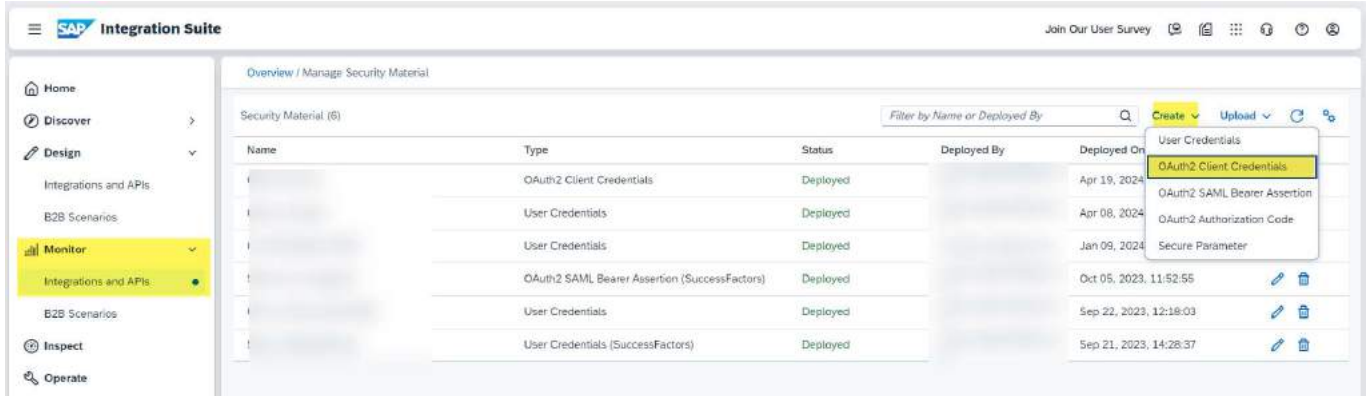 SAP Integration Suite
Join Our User Survey
Home
Discover
Design
Integrations and APIs
B2B Scenarios
Monitor
Integrations and APIs
B2B Scenarios
Inspect
Operate
Overview / Manage Security Material
Security Material (6)
Filter by Name or Deployed By
Create
Upload
User Credentials
OAuth2 Client Credentials
OAuth2 SAML Bearer Assertion
OAuth2 Authorization Code
Secure Parameter
Name Type Status Deployed By Deployed On
OAuth2 Client Credentials Deployed Apr 19, 2024
User Credentials Deployed Apr 08, 2024
User Credentials Deployed Jan 09, 2024
OAuth2 SAML Bearer Assertion (SuccessFactors) Deployed Oct 05, 2023, 11:52:55
User Credentials Deployed Sep 22, 2023, 12:18:03
User Credentials (SuccessFactors) Deployed Sep 21, 2023, 14:28:37